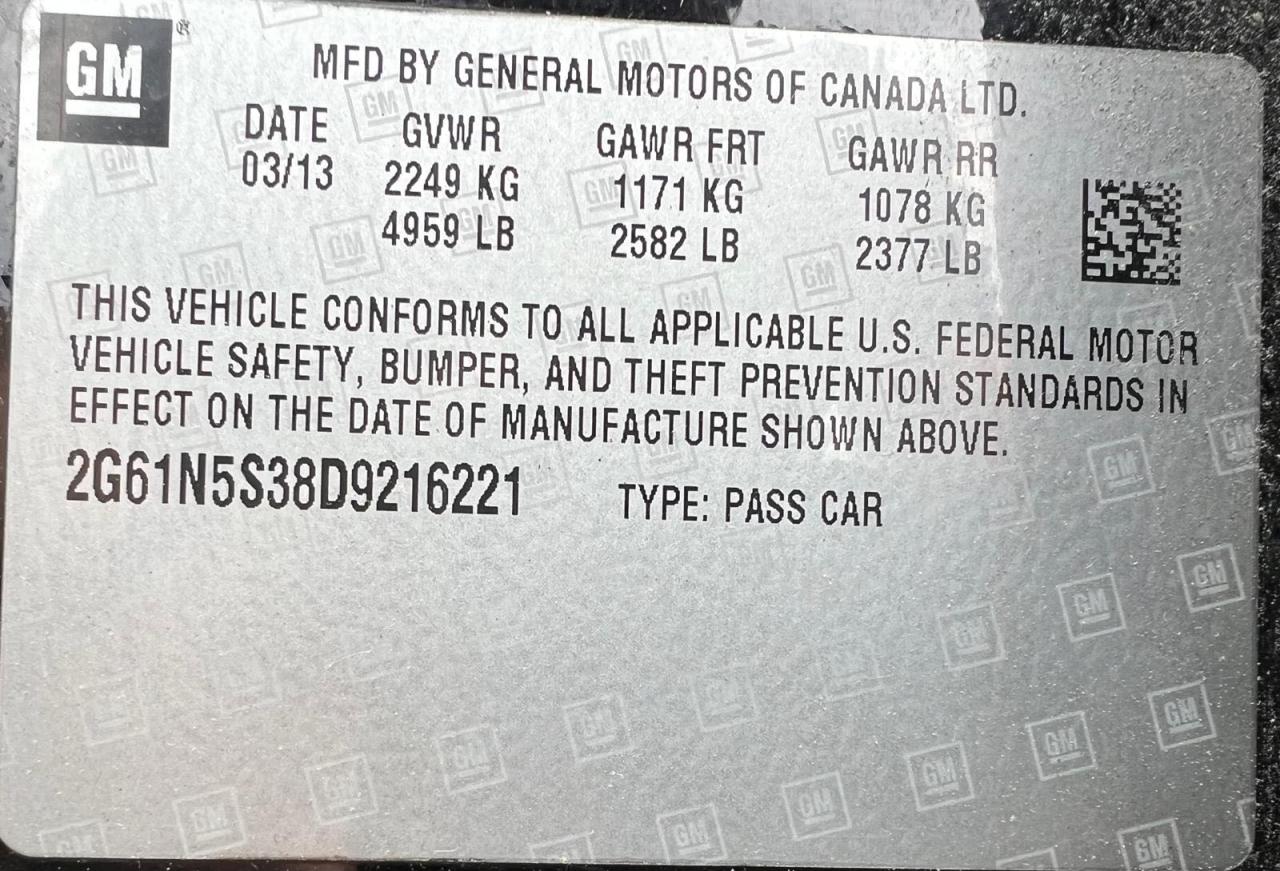 GM
MFD BY GENERAL MOTORS OF CANADA LTD.
DATE GVWR GAWR FRT GAWR RR
03/13 2249 KG 1171 KG 1078 KG
4959 LB 2582 LB 2377 LB
THIS VEHICLE CONFORMS TO ALL APPLICABLE U.S. FEDERAL MOTOR
VEHICLE SAFETY, BUMPER, AND THEFT PREVENTION STANDARDS IN
EFFECT ON THE DATE OF MANUFACTURE SHOWN ABOVE.
2G61N5S38D9216221 TYPE: PASS CAR